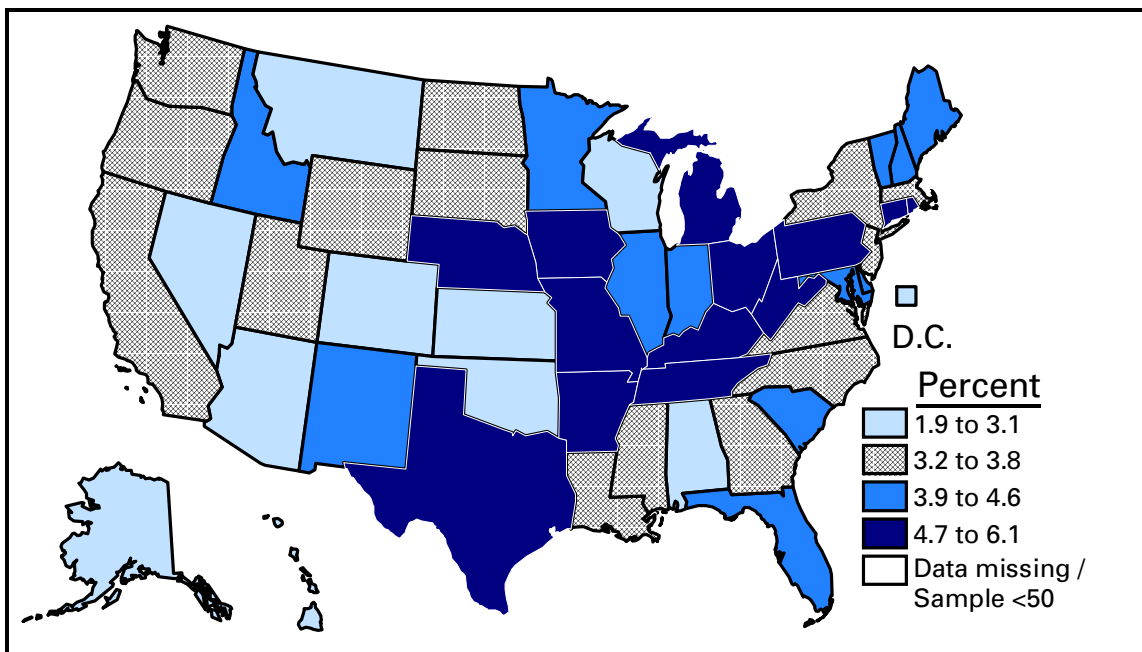 D.C.
Percent
1.9 to 3.1
3.2 to 3.8
3.9 to 4.6
4.7 to 6.1
Data missing /
Sample <50